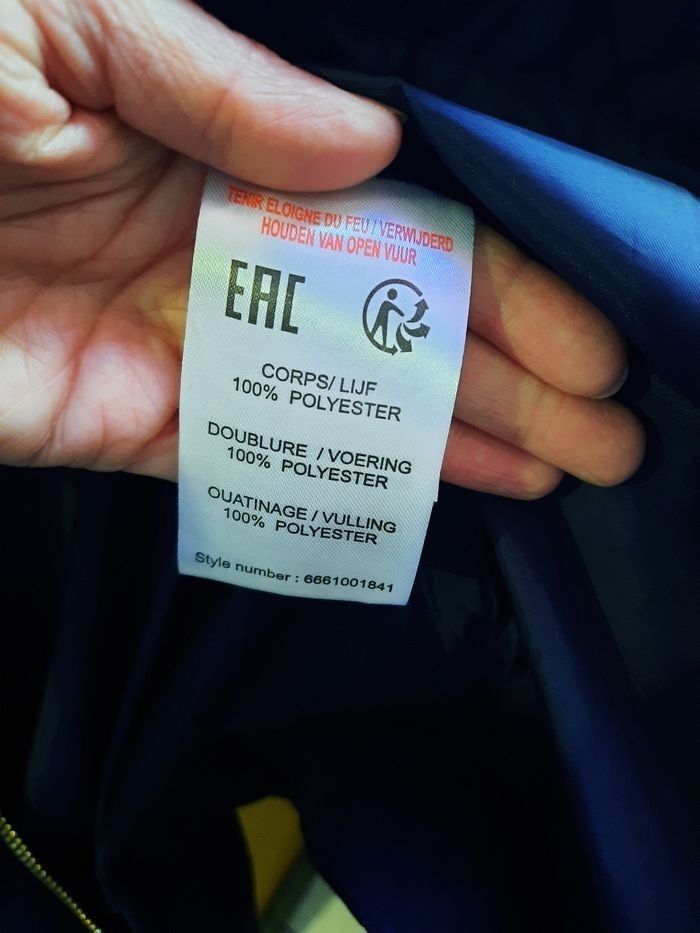 TENIR ELOIGNE DU FEU / VERWIJDERD
HOUDEN VAN OPEN VUUR
EAC
CORPS/ LIJF
100% POLYESTER
DOUBLURE / VOERING
100% POLYESTER
OUATINAGE / VULLING
100% POLYESTER
Style number : 6661001841